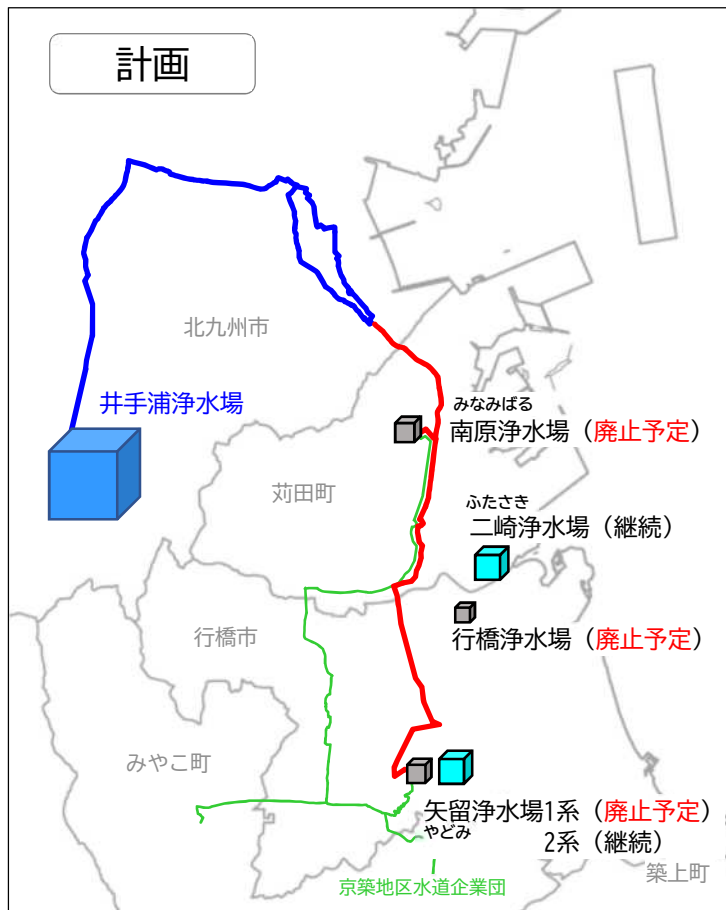 計画
北九州市
井手浦浄水場
みなみばる
南原浄水場（廃止予定）
苅田町
ふたさき
二崎浄水場（継続）
行橋市
行橋浄水場（廃止予定）
みやこ町
矢留浄水場1系（廃止予定）
やどみ
2系（継続）
築上町
京築地区水道企業団